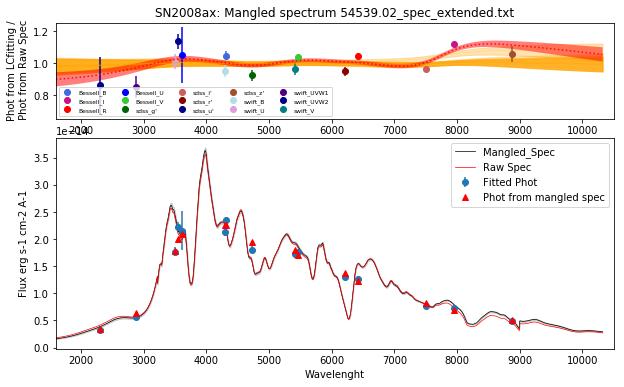 SN2008ax: Mangled spectrum 54539.02_spec_extended.txt
Phot from LCfitting /
Phot from Raw Spec
1.2
1.0
0.8
Bessell_B
Bessell_I
Bessell_R
Bessell_U
Bessell_V
sdss_g'
sdss_i'
sdss_r'
sdss_u'
sdss_z'
swift_B
swift_U
swift_UVW1
swift_UVW2
swift_V
2000 3000 4000 5000 6000 7000 8000 9000 10000
1e−14
Flux erg s-1 cm-2 A-1
3.5
3.0
2.5
2.0
1.5
1.0
0.5
0.0
Mangled_Spec
Raw Spec
Fitted Phot
Phot from mangled spec
2000 3000 4000 5000 6000 7000 8000 9000 10000
Wavelenght